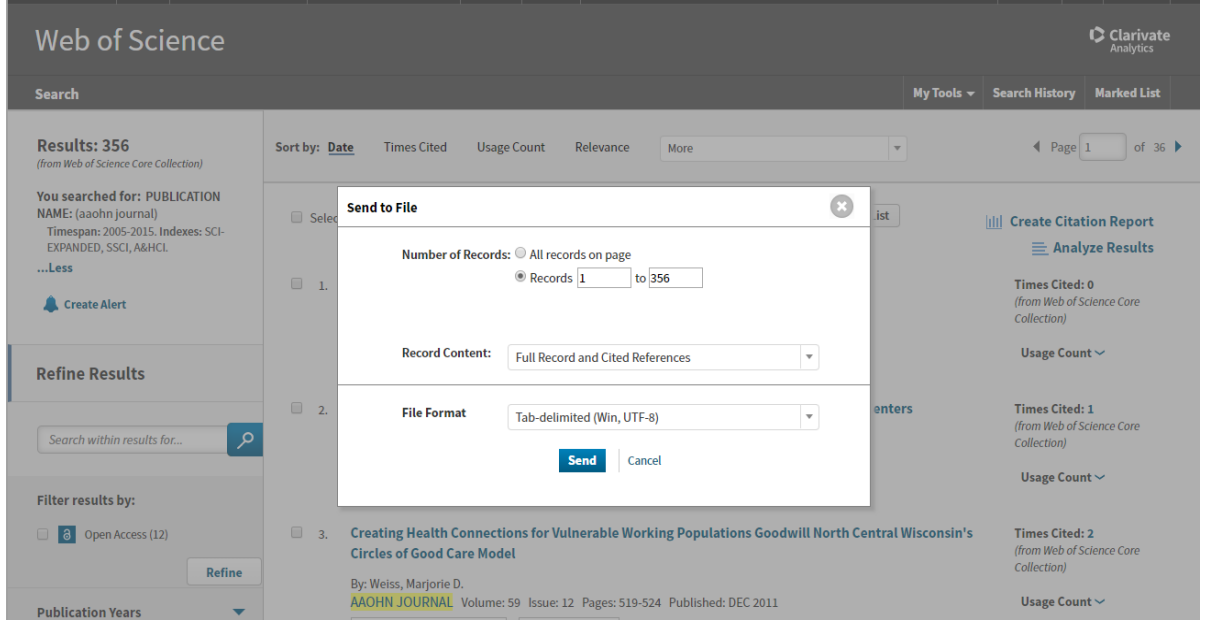 Web of Science
Clarivate
Analytics
Search
My Tools
Search History
Marked List
Results: 356
(from Web of Science Core Collection)
You searched for: PUBLICATION
NAME: (aaohn journal)
Timespan: 2005-2015. Indexes: SCI-
EXPANDED, SSCI, A&HCI.
...Less
Create Alert
Refine Results
Search within results for...
Filter results by:
Open Access (12)
Refine
Publication Years
Sort by: Date Times Cited Usage Count Relevance More
Page 1 of 36
Selec
ist
Create Citation Report
Analyze Results
Send to File
Number of Records: All records on page
Records 1 to 356
Record Content: Full Record and Cited References
File Format Tab-delimited (Win, UTF-8)
Send Cancel
1.
Times Cited: 0
(from Web of Science Core
Collection)
Usage Count
2.
enters
Times Cited: 1
(from Web of Science Core
Collection)
Usage Count
3. Creating Health Connections for Vulnerable Working Populations Goodwill North Central Wisconsin's
Circles of Good Care Model
By: Weiss, Marjorie D.
AAOHN JOURNAL Volume: 59 Issue: 12 Pages: 519-524 Published: DEC 2011
Times Cited: 2
(from Web of Science Core
Collection)
Usage Count